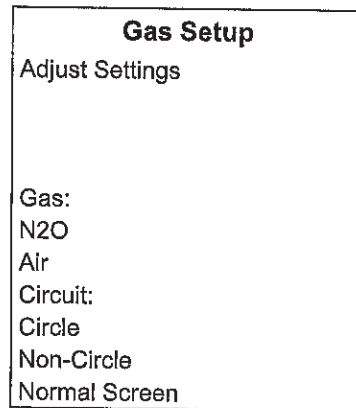 Gas Setup
Adjust Settings
Gas:
N2O
Air
Circuit:
Circle
Non-Circle
Normal Screen